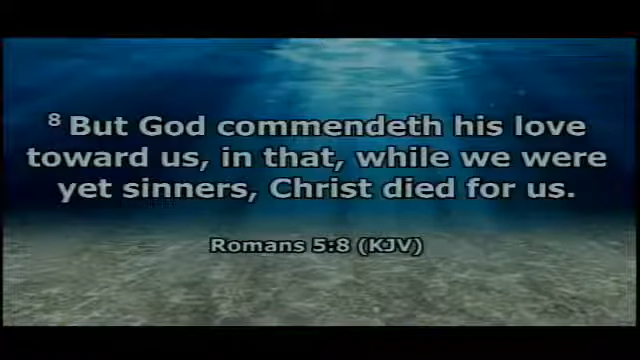 8 But God commendeth his love
toward us, in that, while we were
yet sinners, Christ died for us.
Romans 5:8 (KJV)